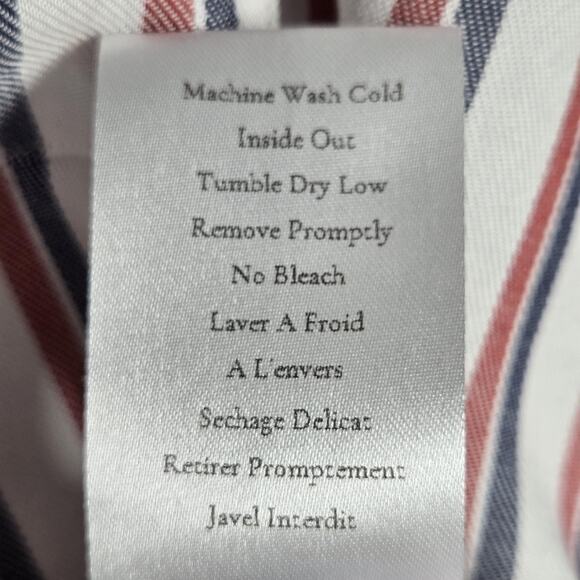 Machine Wash Cold
Inside Out
Tumble Dry Low
Remove Promptly
No Bleach
Laver A Froid
A L'envers
Sechage Delicat
Retirer Promptement
Javel Interdit